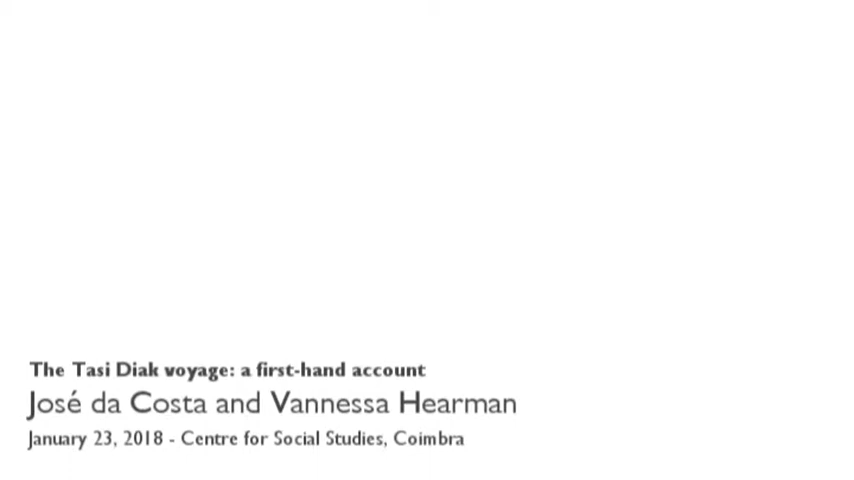 The Tasi Diak voyage: a first-hand account
José da Costa and Vannessa Hearman
January 23, 2018 - Centre for Social Studies, Coimbra